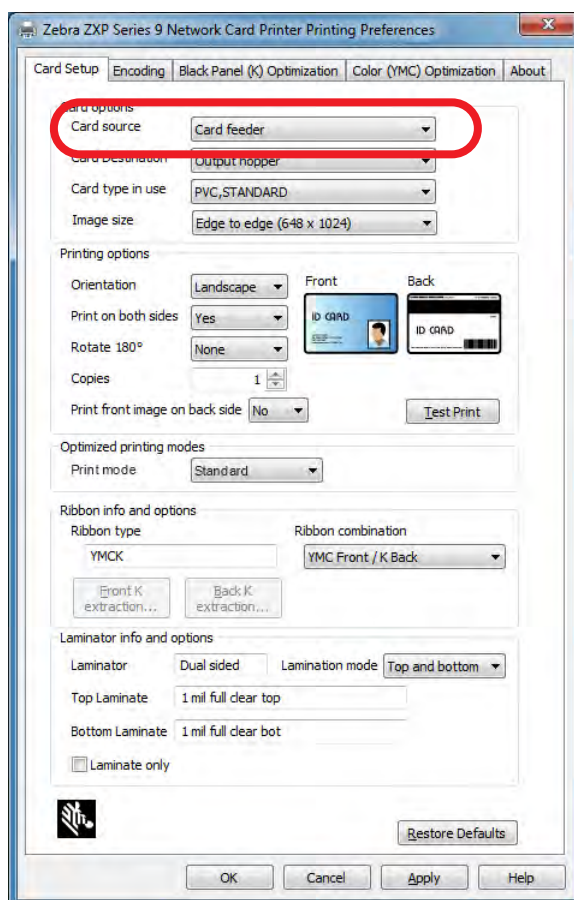 Zebra ZXP Series 9 Network Card Printer Printing Preferences
Card Setup Encoding Black Panel (K) Optimization Color (YMC) Optimization About
Card options
Card source Card feeder
Card Destination Output hopper
Card type in use PVC,STANDARD
Image size Edge to edge (648 x 1024)
Printing options
Orientation Landscape Front Back
Print on both sides Yes ID CARD ID CARD
Rotate 180° None
Copies 1
Print front image on back side No Test Print
Optimized printing modes
Print mode Standard
Ribbon info and options
Ribbon type Ribbon combination
YMCK YMC Front / K Back
Front K extraction... Back K extraction...
Laminator info and options
Laminator Dual sided Lamination mode Top and bottom
Top Laminate 1 mil full clear top
Bottom Laminate 1 mil full clear bot
Laminate only
Restore Defaults
OK Cancel Apply Help